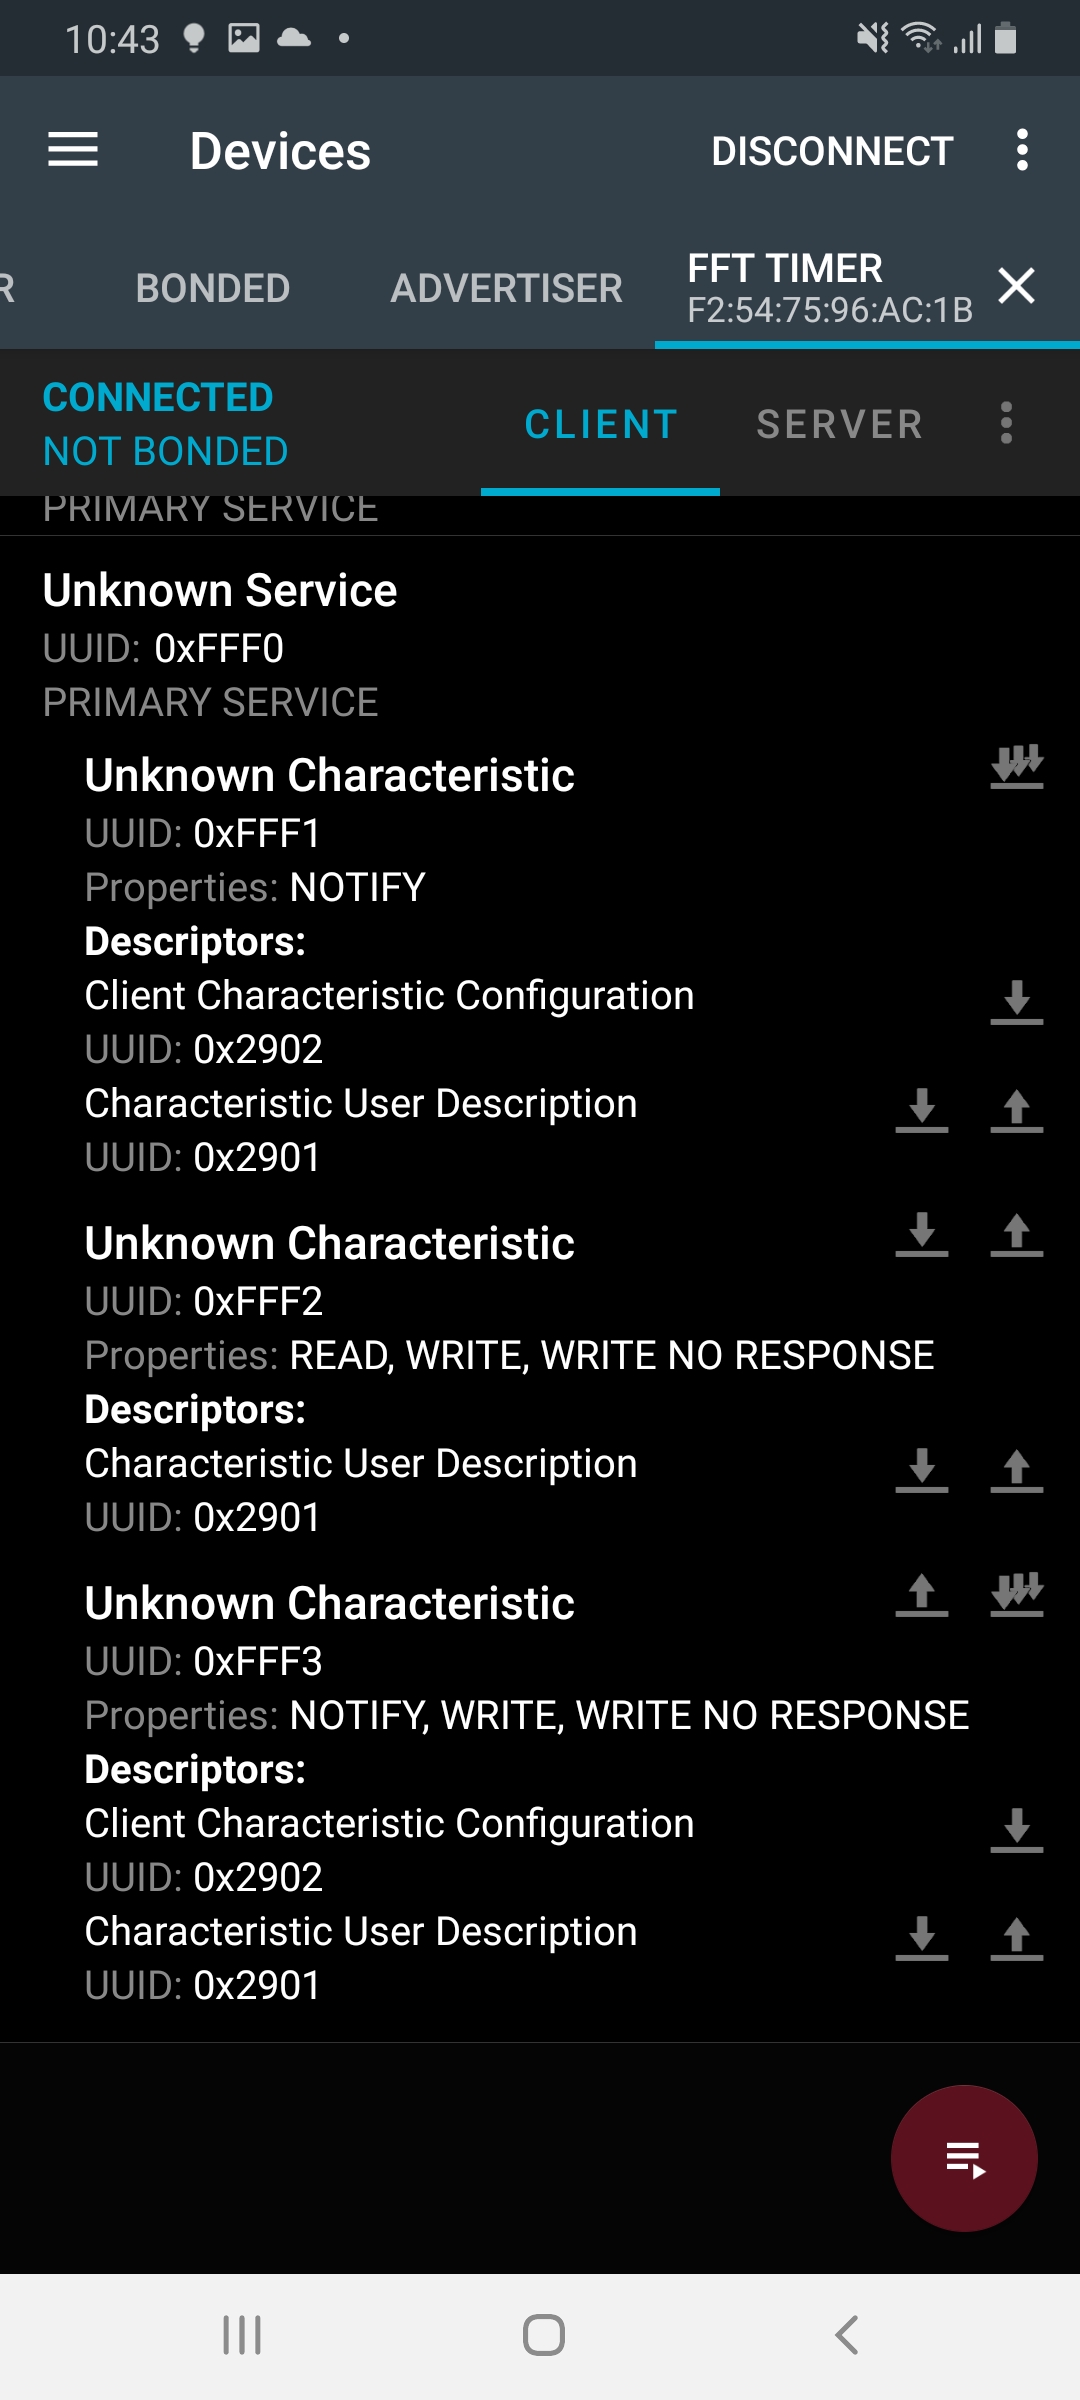 10:43
Devices
DISCONNECT
R
BONDED
ADVERTISER
FFT TIMER
F2:54:75:96:AC:1B
CONNECTED
NOT BONDED
CLIENT
SERVER
PRIMARY SERVICE
Unknown Service
UUID: 0xFFF0
PRIMARY SERVICE
Unknown Characteristic
UUID: 0xFFF1
Properties: NOTIFY
Descriptors:
Client Characteristic Configuration
UUID: 0x2902
Characteristic User Description
UUID: 0x2901
Unknown Characteristic
UUID: 0xFFF2
Properties: READ, WRITE, WRITE NO RESPONSE
Descriptors:
Characteristic User Description
UUID: 0x2901
Unknown Characteristic
UUID: 0xFFF3
Properties: NOTIFY, WRITE, WRITE NO RESPONSE
Descriptors:
Client Characteristic Configuration
UUID: 0x2902
Characteristic User Description
UUID: 0x2901